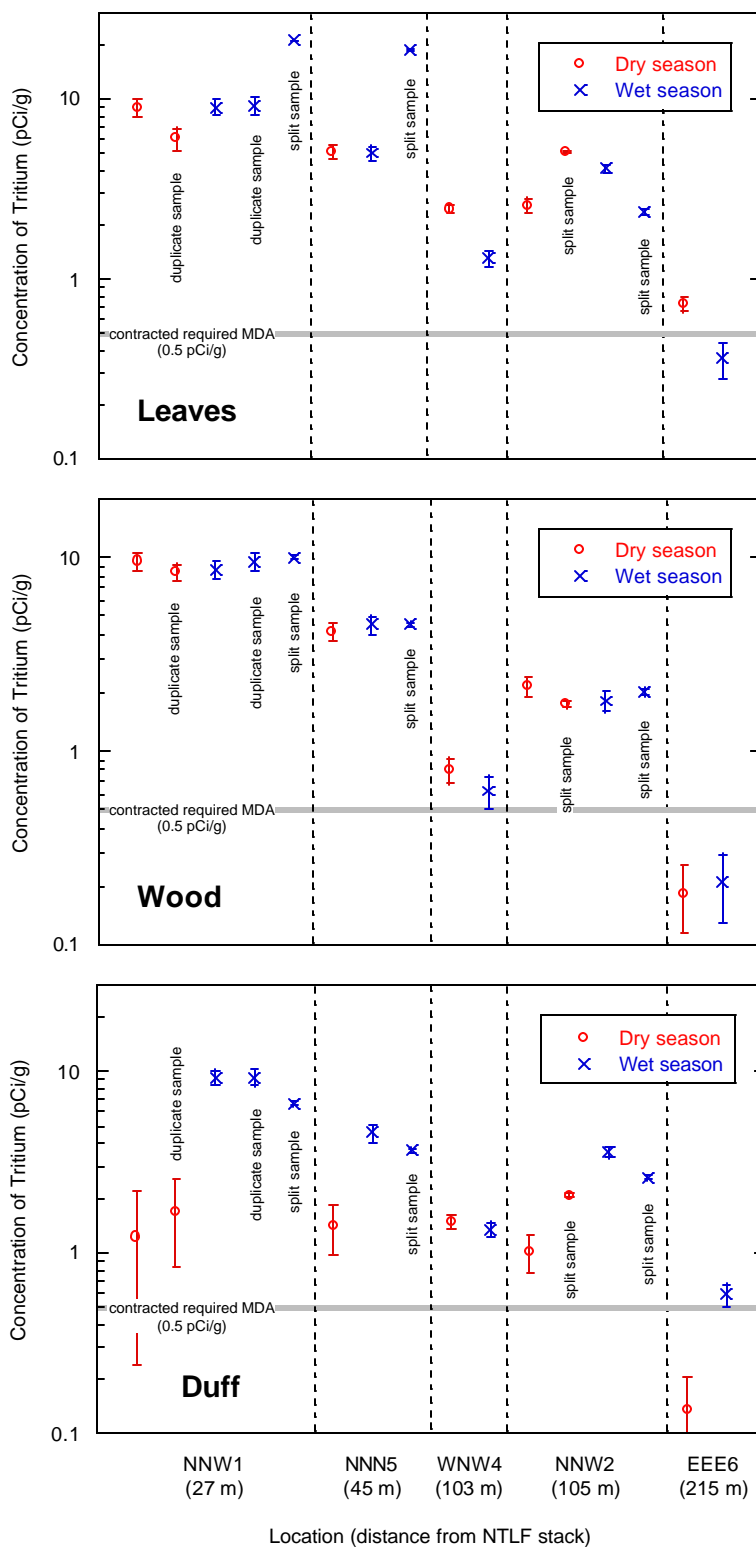 Concentration of Tritium (pCi/g)
10
1
0.1
Dry season
Wet season
duplicate sample
duplicate sample
split sample
split sample
split sample
split sample
contracted required MDA
(0.5 pCi/g)
Leaves
Concentration of Tritium (pCi/g)
10
1
0.1
Dry season
Wet season
duplicate sample
duplicate sample
split sample
split sample
split sample
split sample
contracted required MDA
(0.5 pCi/g)
Wood
Concentration of Tritium (pCi/g)
10
1
0.1
Dry season
Wet season
duplicate sample
duplicate sample
split sample
split sample
split sample
split sample
contracted required MDA
(0.5 pCi/g)
Duff
NNW1
(27 m)
NNN5
(45 m)
WNW4
(103 m)
NNW2
(105 m)
EEE6
(215 m)
Location (distance from NTLF stack)